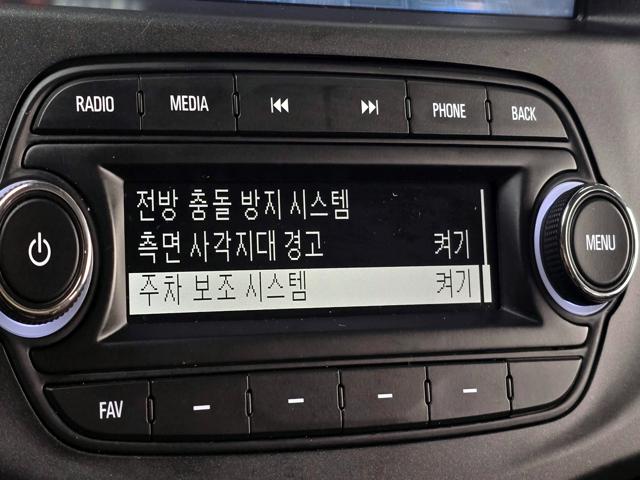 RADIO MEDIA PHONE BACK
전방 충돌 방지 시스템
측면 사각지대 경고 켜기
주차 보조 시스템 켜기
MENU
FAV